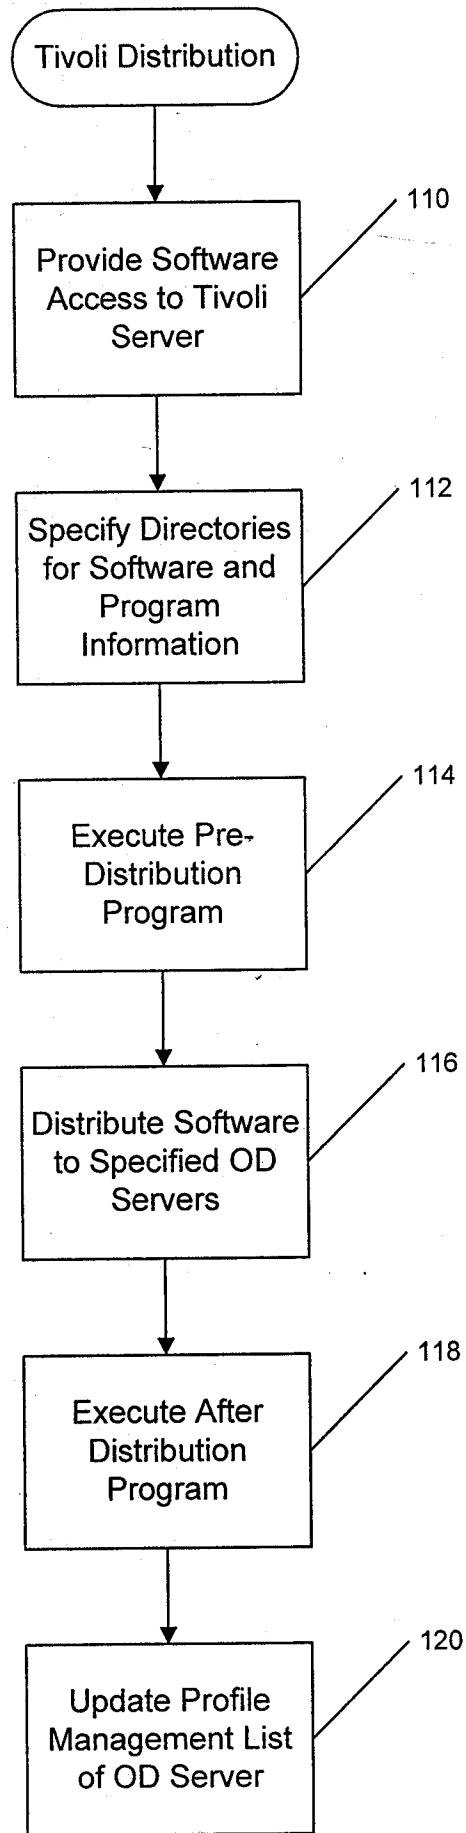 Tivoli Distribution
110
Provide Software
Access to Tivoli
Server
112
Specify Directories
for Software and
Program
Information
114
Execute Pre-
Distribution
Program
116
Distribute Software
to Specified OD
Servers
118
Execute After
Distribution
Program
120
Update Profile
Management List
of OD Server